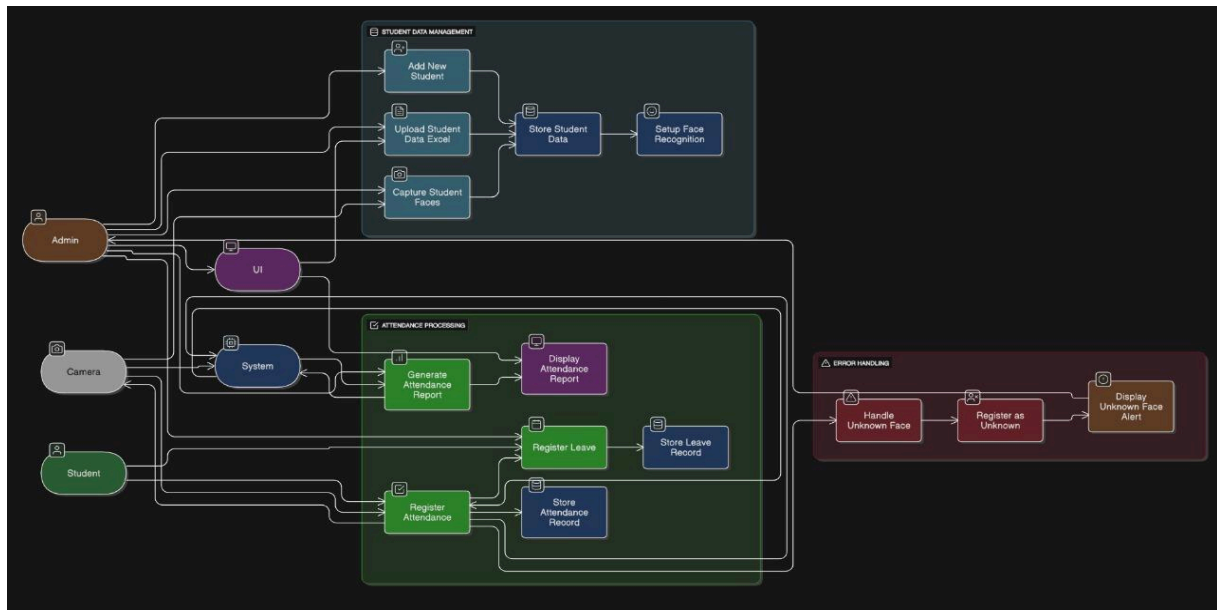 STUDENT DATA MANAGEMENT
Add New
Student
Upload Student
Data Excel
Store Student
Data
Setup Face
Recognition
Capture Student
Faces
Admin
UI
ATTENDANCE PROCESSING
Camera
System
Generate
Attendance
Report
Display
Attendance
Report
ERROR HANDLING
Handle
Unknown Face
Register as
Unknown
Display
Unknown Face
Alert
Register Leave
Store Leave
Record
Student
Register
Attendance
Store
Attendance
Record